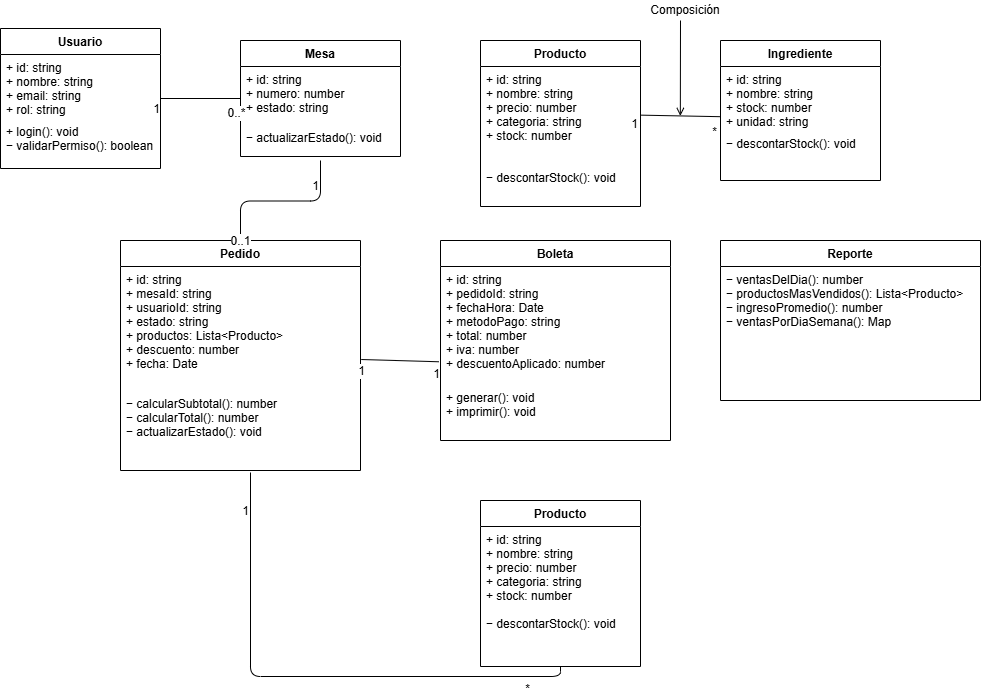 Composición
Usuario
+ id: string
+ nombre: string
+ email: string
+ rol: string
+ login(): void
− validarPermiso(): boolean
1
0..*
Mesa
+ id: string
+ numero: number
+ estado: string
− actualizarEstado(): void
Producto
+ id: string
+ nombre: string
+ precio: number
+ categoria: string
+ stock: number
− descontarStock(): void
1
*
Ingrediente
+ id: string
+ nombre: string
+ stock: number
+ unidad: string
− descontarStock(): void
1
0..1
Pedido
+ id: string
+ mesaId: string
+ usuarioId: string
+ estado: string
+ productos: Lista<Producto>
+ descuento: number
+ fecha: Date
− calcularSubtotal(): number
− calcularTotal(): number
− actualizarEstado(): void
1
1
Boleta
+ id: string
+ pedidoId: string
+ fechaHora: Date
+ metodoPago: string
+ total: number
+ iva: number
+ descuentoAplicado: number
+ generar(): void
+ imprimir(): void
Reporte
− ventasDelDia(): number
− productosMasVendidos(): Lista<Producto>
− ingresoPromedio(): number
− ventasPorDiaSemana(): Map
1
Producto
+ id: string
+ nombre: string
+ precio: number
+ categoria: string
+ stock: number
− descontarStock(): void
*